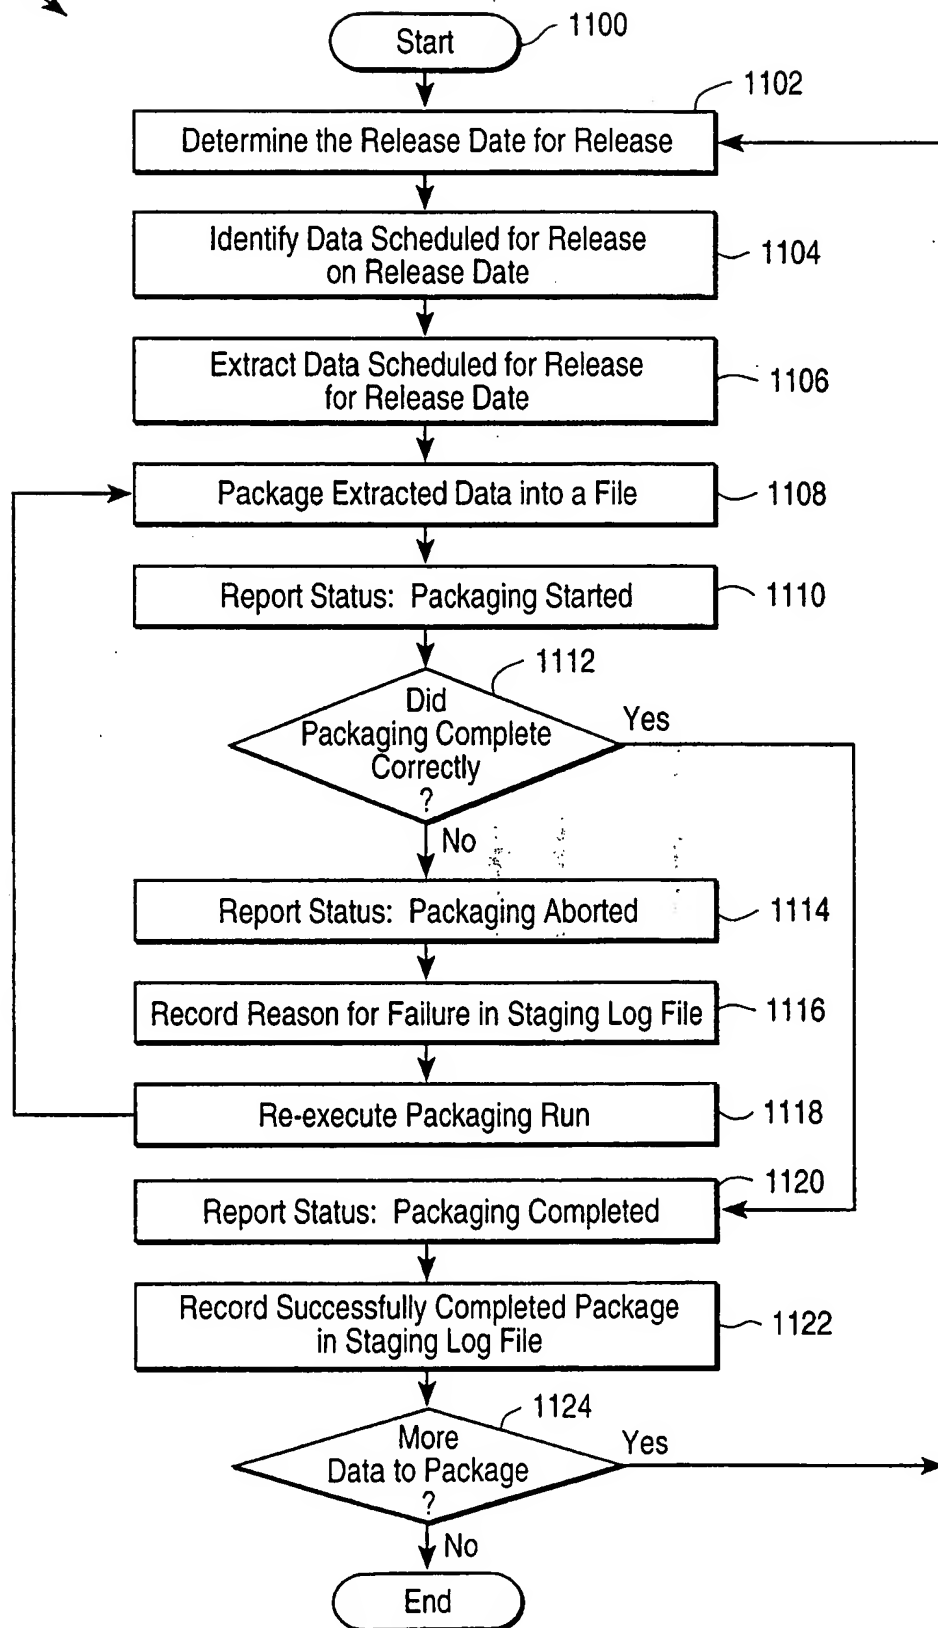 Start
1100
1102
Determine the Release Date for Release
Identify Data Scheduled for Release
on Release Date
1104
Extract Data Scheduled for Release
for Release Date
1106
Package Extracted Data into a File
1108
Report Status: Packaging Started
1110
1112
Did
Packaging Complete
Correctly
?
Yes
No
Report Status: Packaging Aborted
1114
Record Reason for Failure in Staging Log File
1116
Re-execute Packaging Run
1118
1120
Report Status: Packaging Completed
Record Successfully Completed Package
in Staging Log File
1122
1124
More
Data to Package
?
Yes
No
End